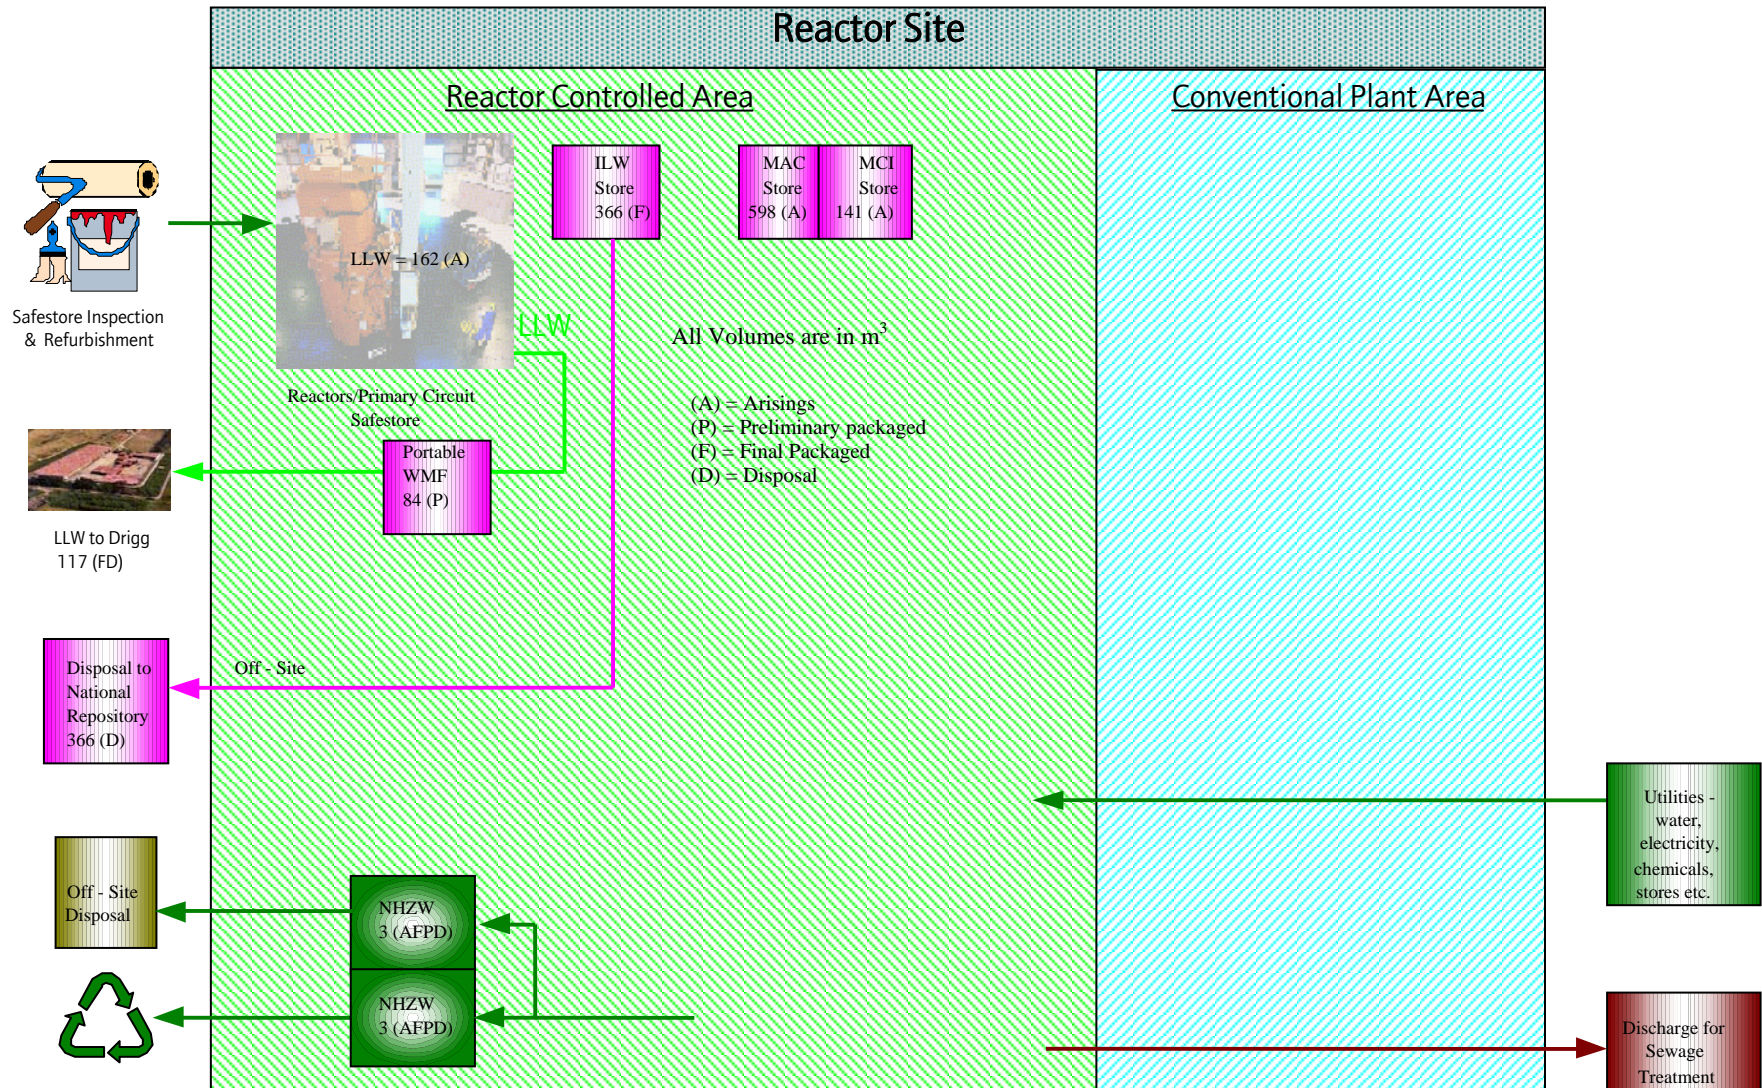 Reactor Site
Reactor Controlled Area
Conventional Plant Area
ILW
Store
366 (F)
MAC
Store
598 (A)
MCI
Store
141 (A)
LLW = 162 (A)
Safestore Inspection
& Refurbishment
LLW
All Volumes are in m³
Reactors/Primary Circuit
Safestore
(A) = Arisings
(P) = Preliminary packaged
(F) = Final Packaged
(D) = Disposal
Portable
WMF
84 (P)
LLW to Drigg
117 (FD)
Disposal to
National
Repository
366 (D)
Off - Site
Utilities -
water,
electricity,
chemicals,
stores etc.
Off - Site
Disposal
NHZW
3 (AFPD)
NHZW
3 (AFPD)
Discharge for
Sewage
Treatment